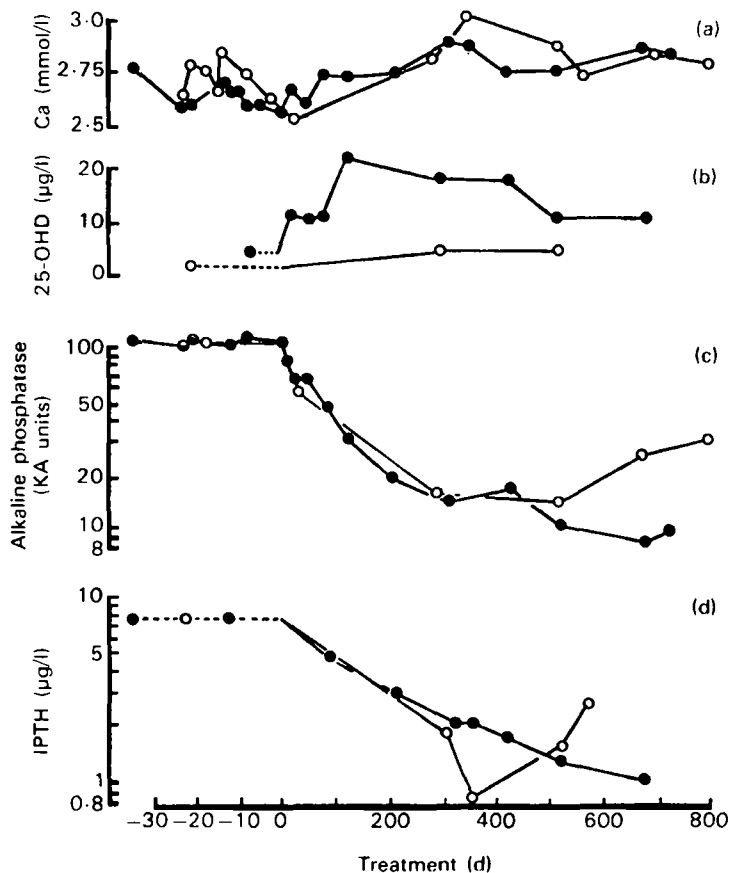 (a)
Ca (mmol/l)
3·0
2·75
2·5
(b)
25-OHD (µg/l)
20
10
0
(c)
Alkaline phosphatase
(KA units)
100
50
20
10
8
(d)
IPTH (µg/l)
10
5
1
0·8
−30 −20 −10 0 200 400 600 800
Treatment (d)